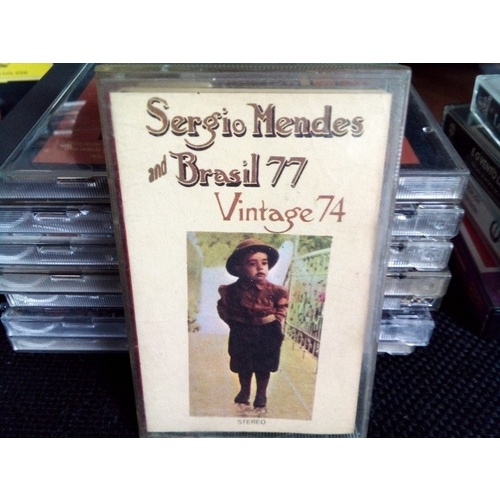 Sergio Mendes
and Brasil 77
Vintage 74
STEREO